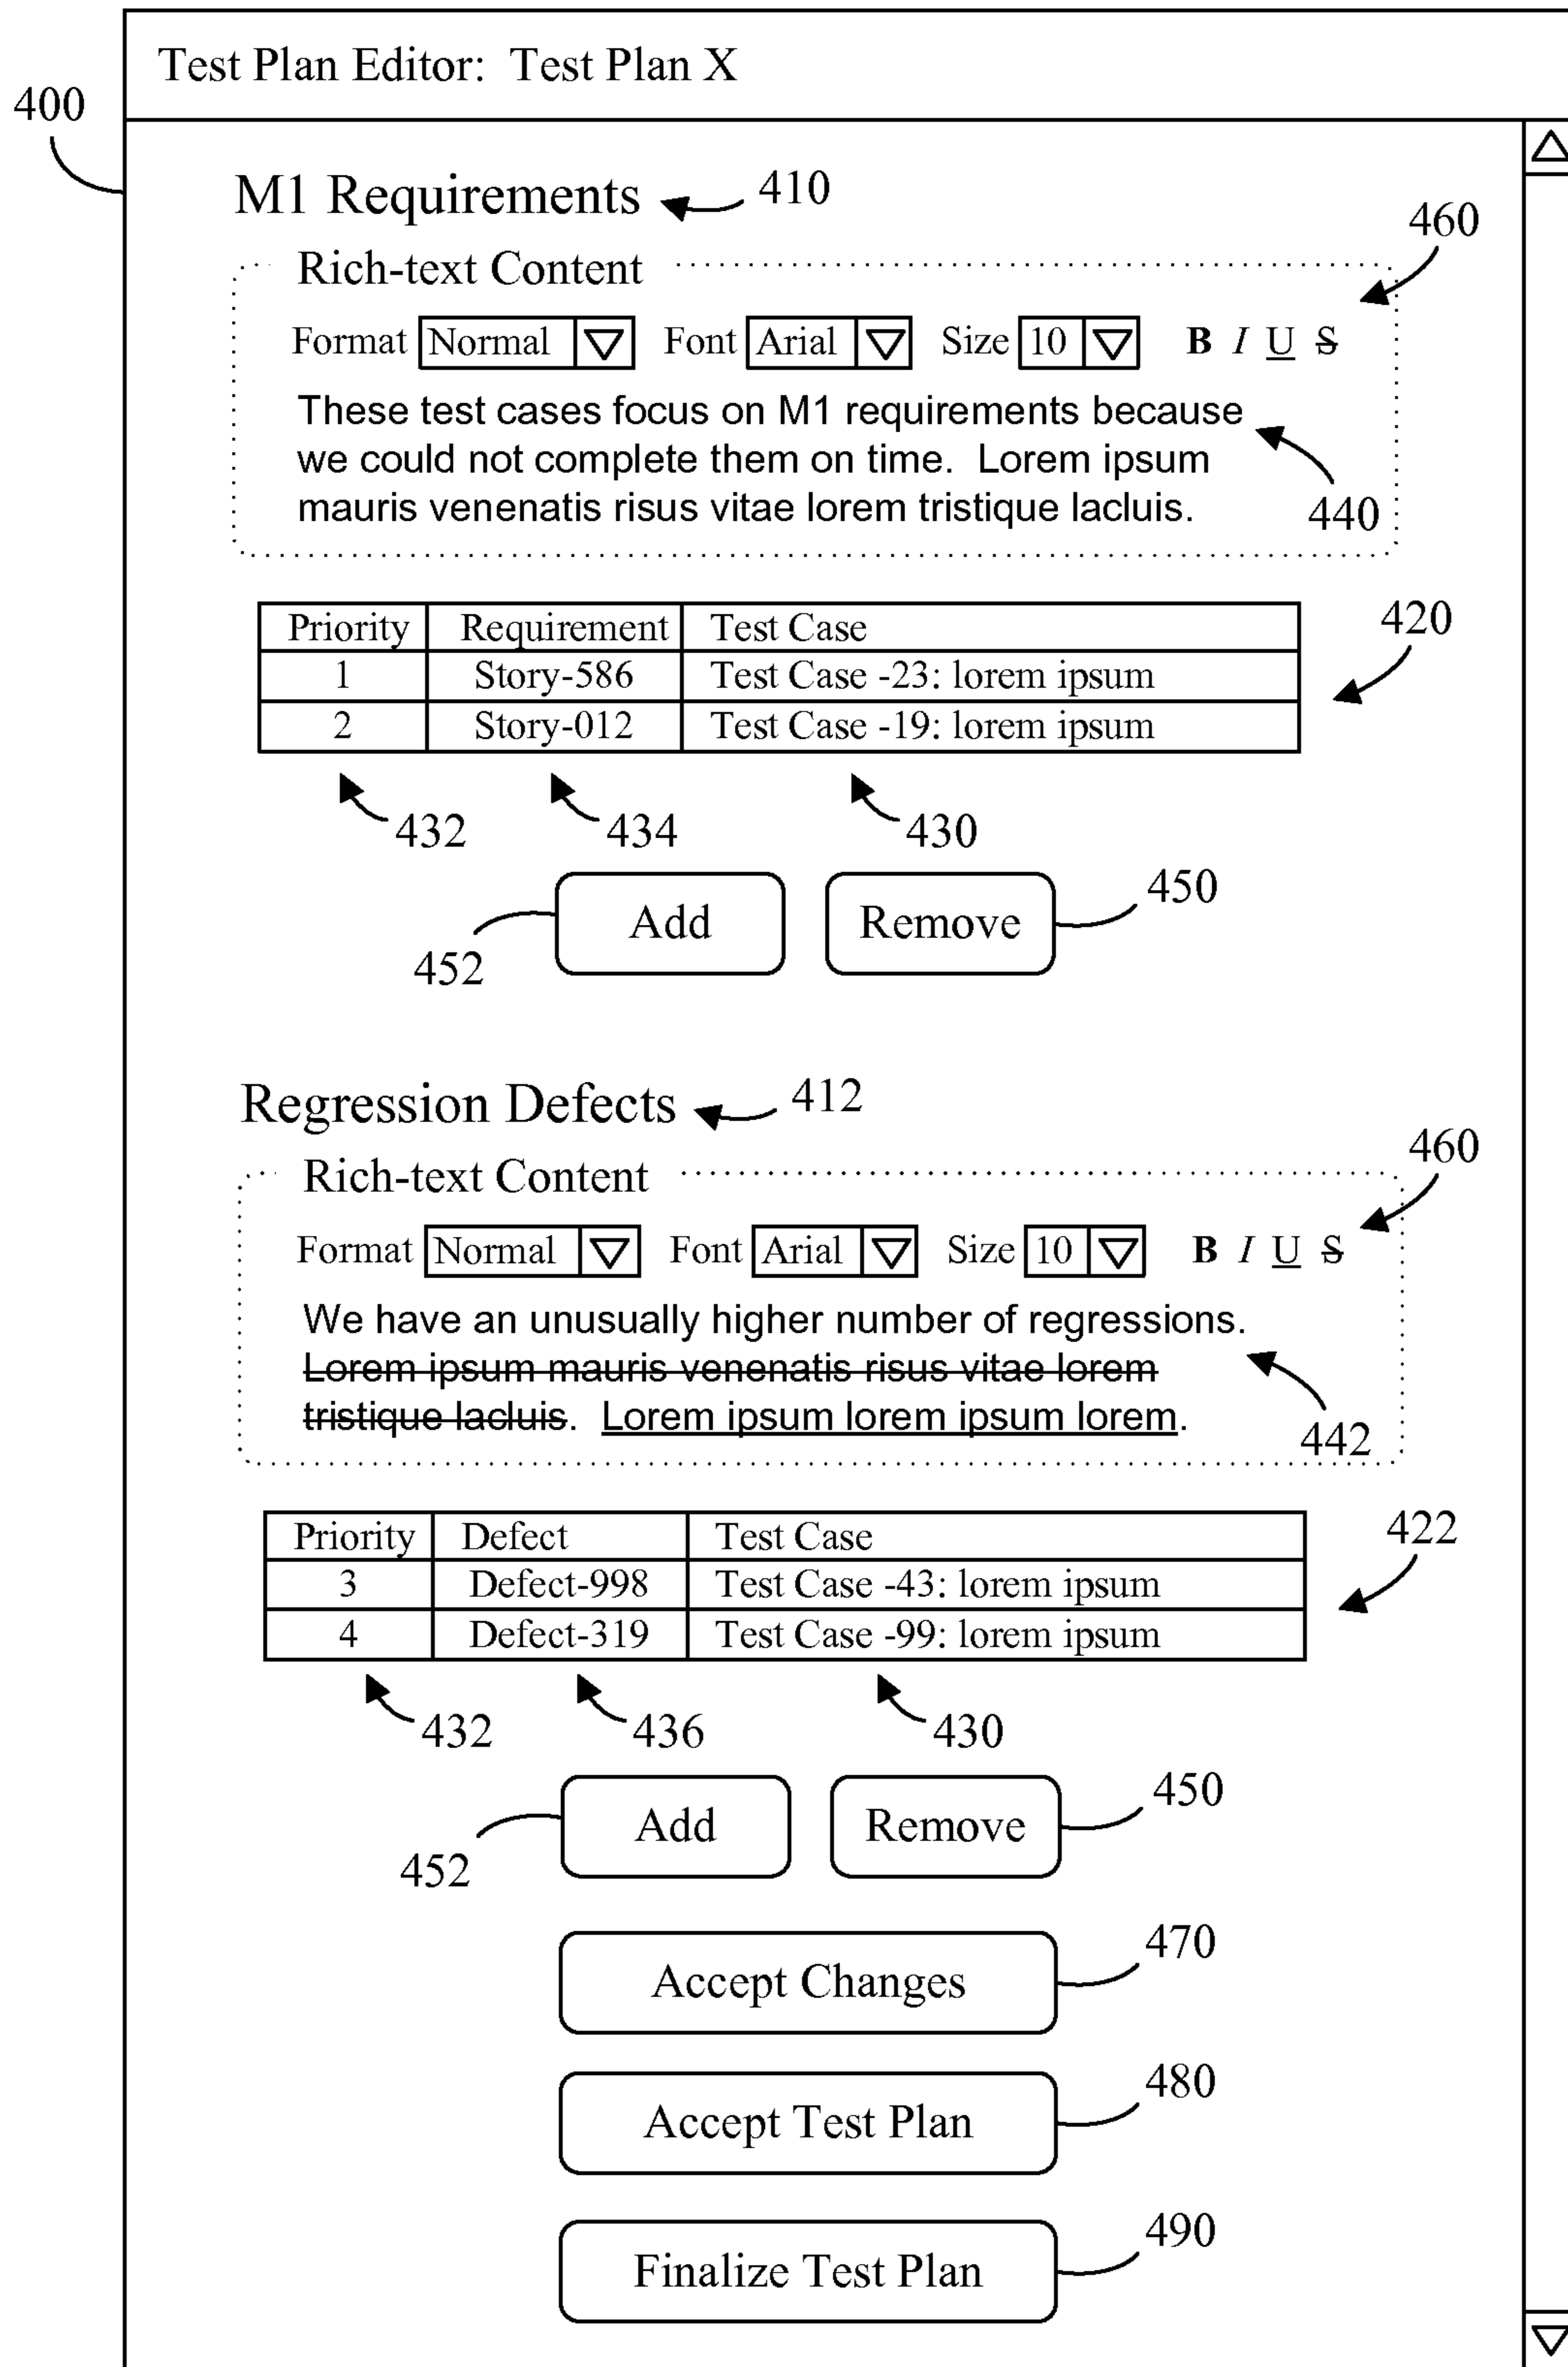 Test Plan Editor: Test Plan X
400
M1 Requirements 410
460
Rich-text Content
Format Normal Font Arial Size 10 B I U S
These test cases focus on M1 requirements because
we could not complete them on time. Lorem ipsum
mauris venenatis risus vitae lorem tristique lacluis.
440
420
Priority Requirement Test Case
1 Story-586 Test Case -23: lorem ipsum
2 Story-012 Test Case -19: lorem ipsum
432 434 430
452 Add Remove 450
Regression Defects 412
460
Rich-text Content
Format Normal Font Arial Size 10 B I U S
We have an unusually higher number of regressions.
Lorem ipsum mauris venenatis risus vitae lorem
tristique lacluis. Lorem ipsum lorem ipsum lorem.
442
422
Priority Defect Test Case
3 Defect-998 Test Case -43: lorem ipsum
4 Defect-319 Test Case -99: lorem ipsum
432 436 430
452 Add Remove 450
Accept Changes 470
Accept Test Plan 480
Finalize Test Plan 490